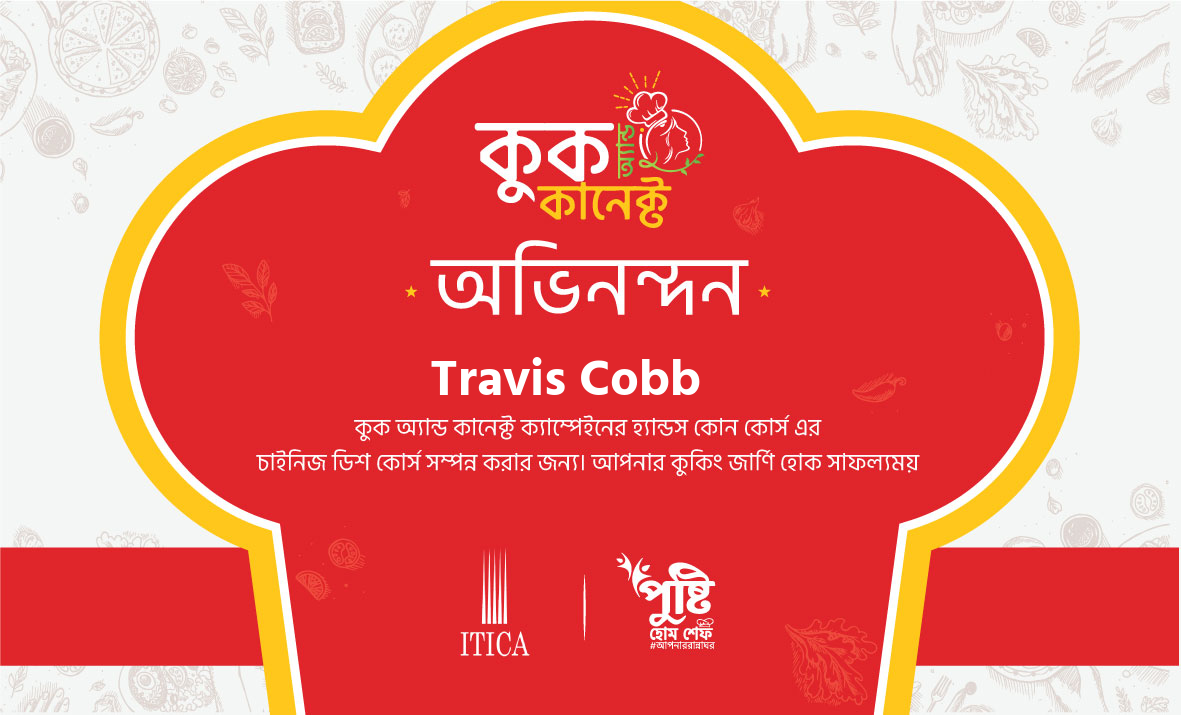 কুক অ্যান্ড
কানেক্ট
অভিনন্দন
Travis Cobb
কুক অ্যান্ড কানেক্ট ক্যাম্পেইনের হ্যান্ডস কোন কোর্স এর
চাইনিজ ডিশ কোর্স সম্পন্ন করার জন্য। আপনার কুকিং জার্ণি হোক সাফল্যময়
ITICA
পুষ্টি
হোম শেফ
#আপনাররান্নাঘর